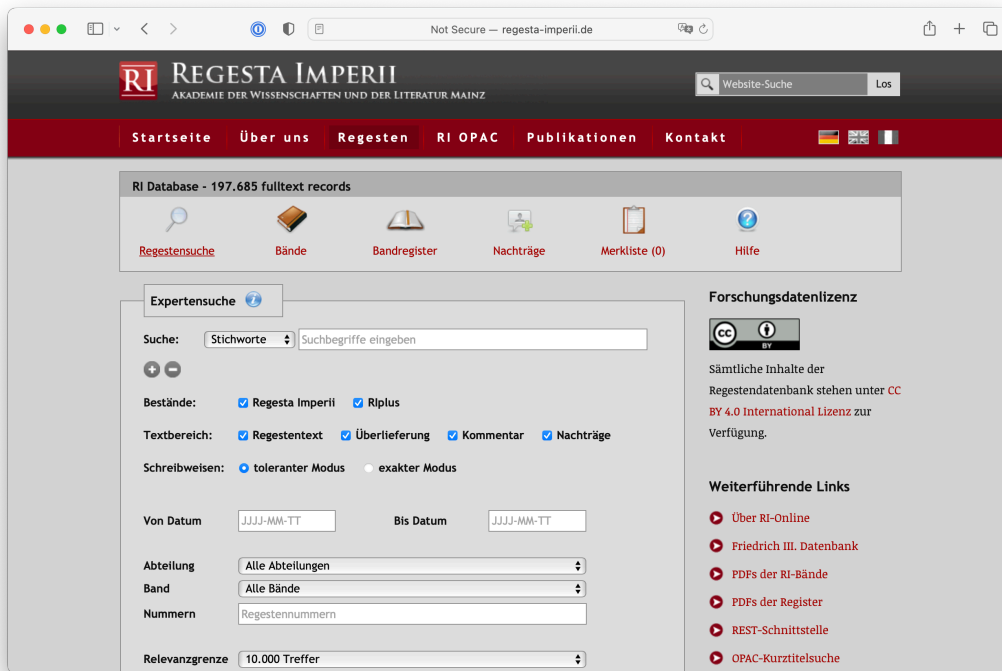 Not Secure — regesta-imperii.de
RI REGESTA IMPERII
AKADEMIE DER WISSENSCHAFTEN UND DER LITERATUR MAINZ
Website-Suche Los
Startseite Über uns Regesten RI OPAC Publikationen Kontakt
RI Database - 197.685 fulltext records
Regestensuche Bände Bandregister Nachträge Merkliste (0) Hilfe
Expertensuche
Suche: Stichworte Suchbegriffe eingeben
Bestände: Regesta Imperii RIplus
Textbereich: Regestentext Überlieferung Kommentar Nachträge
Schreibweisen: toleranter Modus exakter Modus
Von Datum JJJJ-MM-TT Bis Datum JJJJ-MM-TT
Abteilung Alle Abteilungen
Band Alle Bände
Nummern Regestennummern
Relevanzgrenze 10.000 Treffer
Forschungsdatenlizenz
cc BY
Sämtliche Inhalte der
Regestendatenbank stehen unter CC
BY 4.0 International Lizenz zur
Verfügung.
Weiterführende Links
Über RI-Online
Friedrich III. Datenbank
PDFs der RI-Bände
PDFs der Register
REST-Schnittstelle
OPAC-Kurztitelsuche